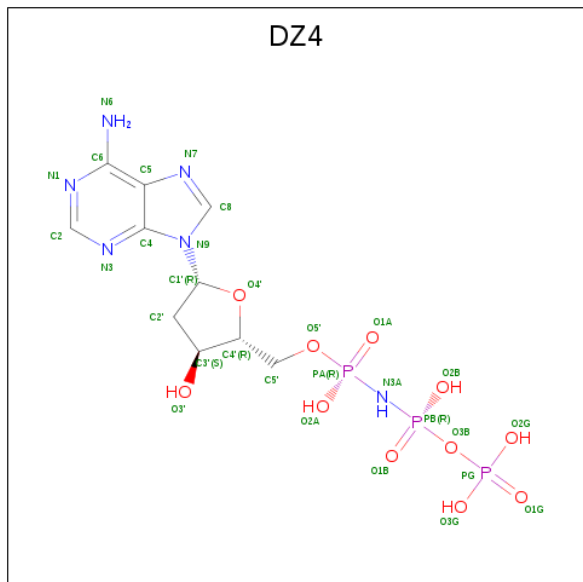 DZ4
N6
NH2
C6
C5
N7
N
N1
N
C8
C2
N
N3
C4
N
N9
C1'(R)
O4'
O
C2'
O5'
O1A
O
O
C4'(R)
C3'(S)
C5'
PA(R)
P
N3A
O2B
OH
HO
O3'
HO
O2A
N
H
P
PB(R)
O3B
O2G
OH
O
O
O1B
PG
P
HO
O3G
O
O1G